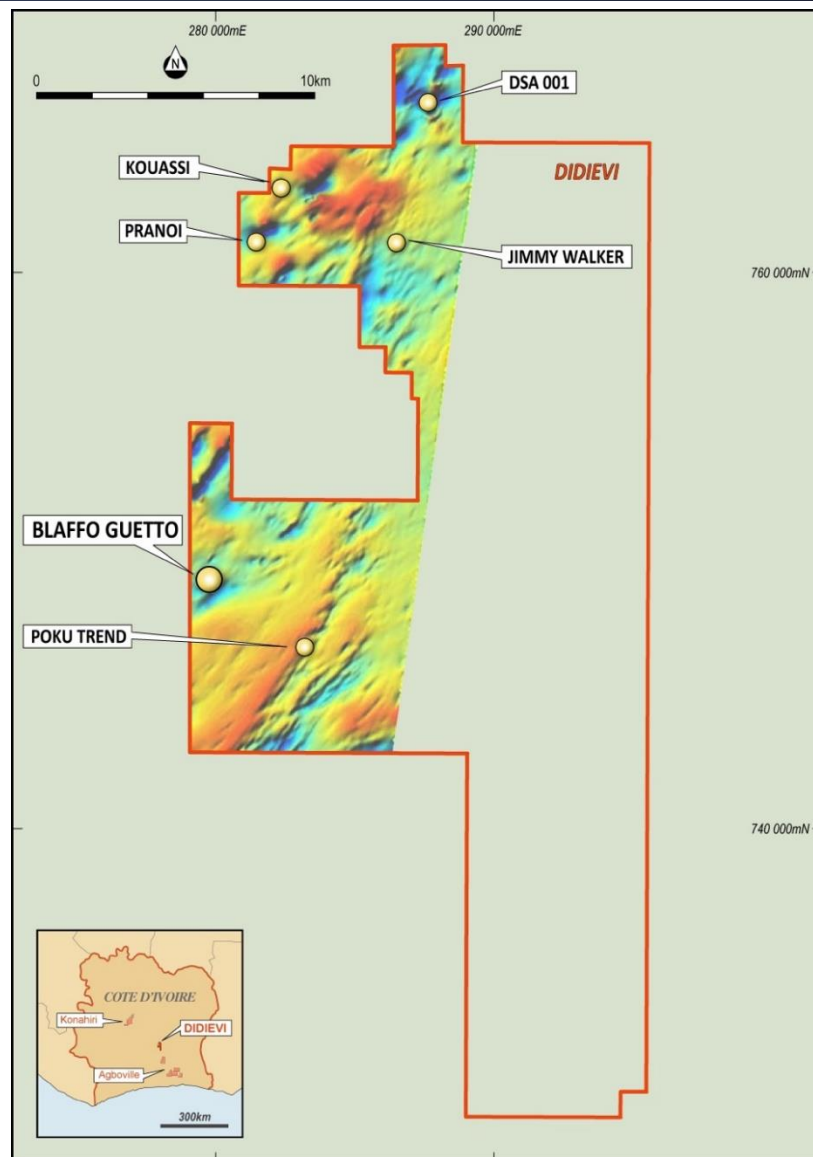 280 000mE
290 000mE
N
0
10km
DSA 001
DIDIEVI
KOUASSI
PRANOI
JIMMY WALKER
760 000mN
BLAFFO GUETTO
POKU TREND
740 000mN
COTE D'IVOIRE
Konahiri
DIDIEVI
Agboville
300km